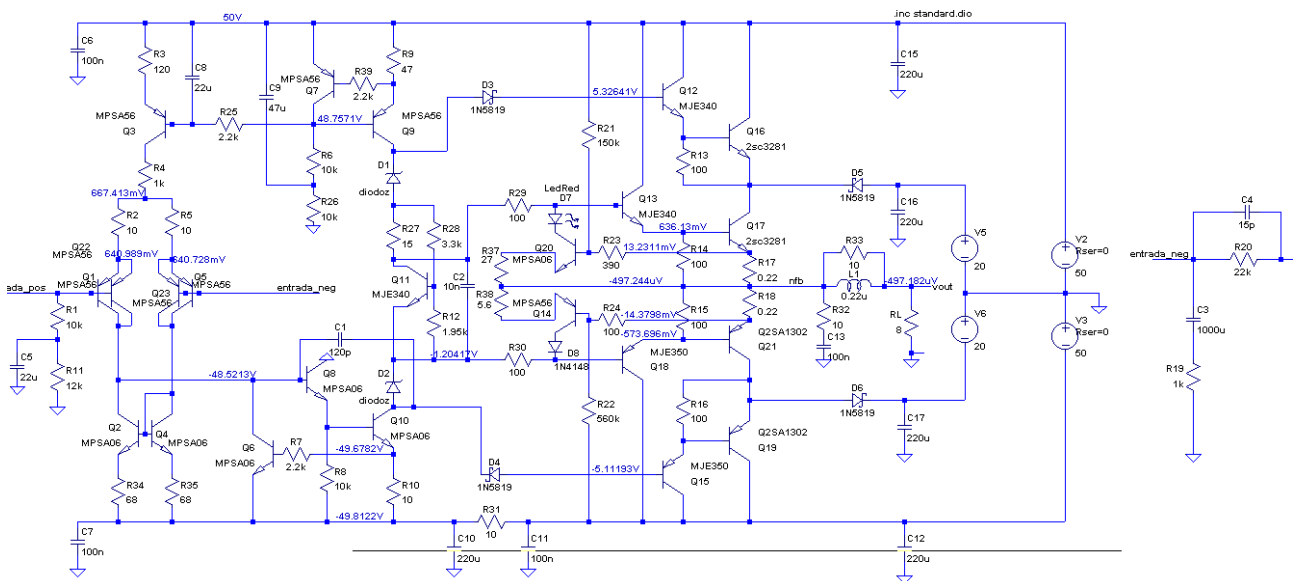 50V
.inc standard.dio
C6
100n
R3
120
C8
22u
C9
47u
MPSA56
Q7
R39
2.2k
R9
47
MPSA56
Q3
R25
2.2k
48.7571V
MPSA56
Q9
D3
1N5819
5.32641V
Q12
MJE340
C15
220u
R21
150k
Q16
2sc3281
R13
100
R4
1k
R6
10k
R26
10k
D1
diodoz
667.413mV
R2
10
R5
10
R27
15
R28
3.3k
R29
100
LedRed
D7
Q13
MJE340
636.13mV
Q17
2sc3281
D5
1N5819
C16
220u
V5
20
V2
Rser=0
50
C4
15p
R20
22k
entrada_neg
Q22
MPSA56
640.989mV
640.728mV
Q1
MPSA56
Q23
MPSA56
Q5
MPSA56
ada_pos
entrada_neg
Q11
MJE340
C2
10n
R37
27
Q20
MPSA06
R23
390
13.2311mV
R14
100
R17
0.22
R38
5.6
-497.244uV
nfb
R33
10
L1
0.22u
-497.182uV
vout
R1
10k
C5
22u
R11
12k
R12
1.95k
MPSA56
Q14
R24
100
-14.3798mV
-573.696mV
R15
100
R18
0.22
Q2SA1302
Q21
R32
10
C13
100n
RL
8
V6
20
V3
Rser=0
50
C3
1000u
R19
1k
C1
120p
-1.20417V
R30
100
D8
1N4148
MJE350
Q18
-48.5213V
Q8
MPSA06
D2
diodoz
Q10
MPSA06
R22
560k
R16
100
D6
1N5819
C17
220u
Q2SA1302
Q19
Q2
MPSA06
Q4
MPSA06
Q6
MPSA06
R7
2.2k
-49.6782V
R8
10k
R10
10
D4
1N5819
-5.11193V
MJE350
Q15
R34
68
R35
68
C7
100n
-49.8122V
R31
10
C10
220u
C11
100n
C12
220u